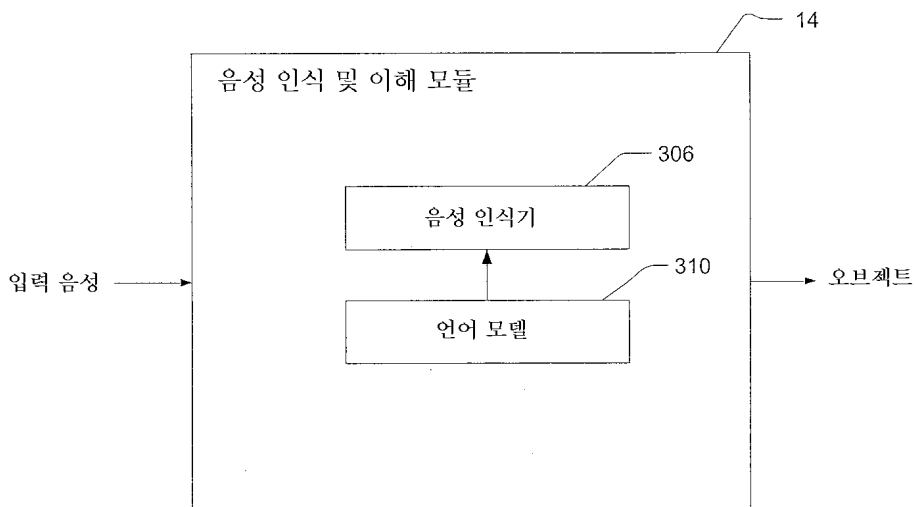 14
음성 인식 및 이해 모듈
306
음성 인식기
310
입력 음성
오브젝트
언어 모델